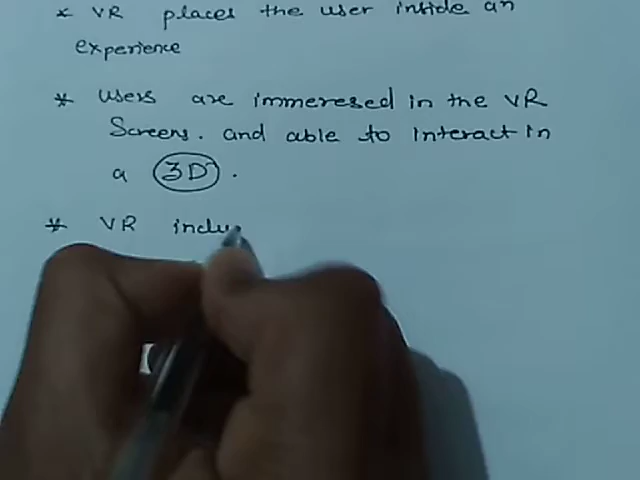 * VR places the user inside an
experience
* users are immeresed in the VR
Screens. and able to interact in
a 3D.
* VR inclu